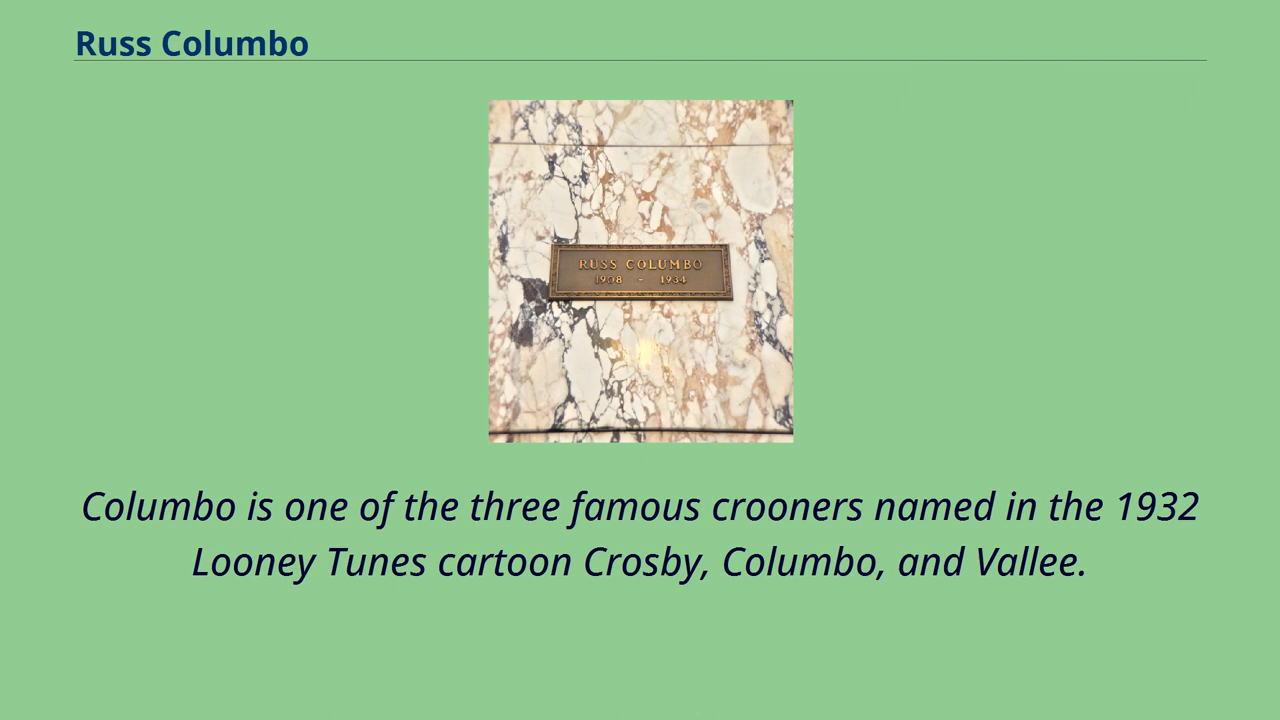 Russ Columbo
RUSS COLUMBO
1908 - 1934
Columbo is one of the three famous crooners named in the 1932
Looney Tunes cartoon Crosby, Columbo, and Vallee.